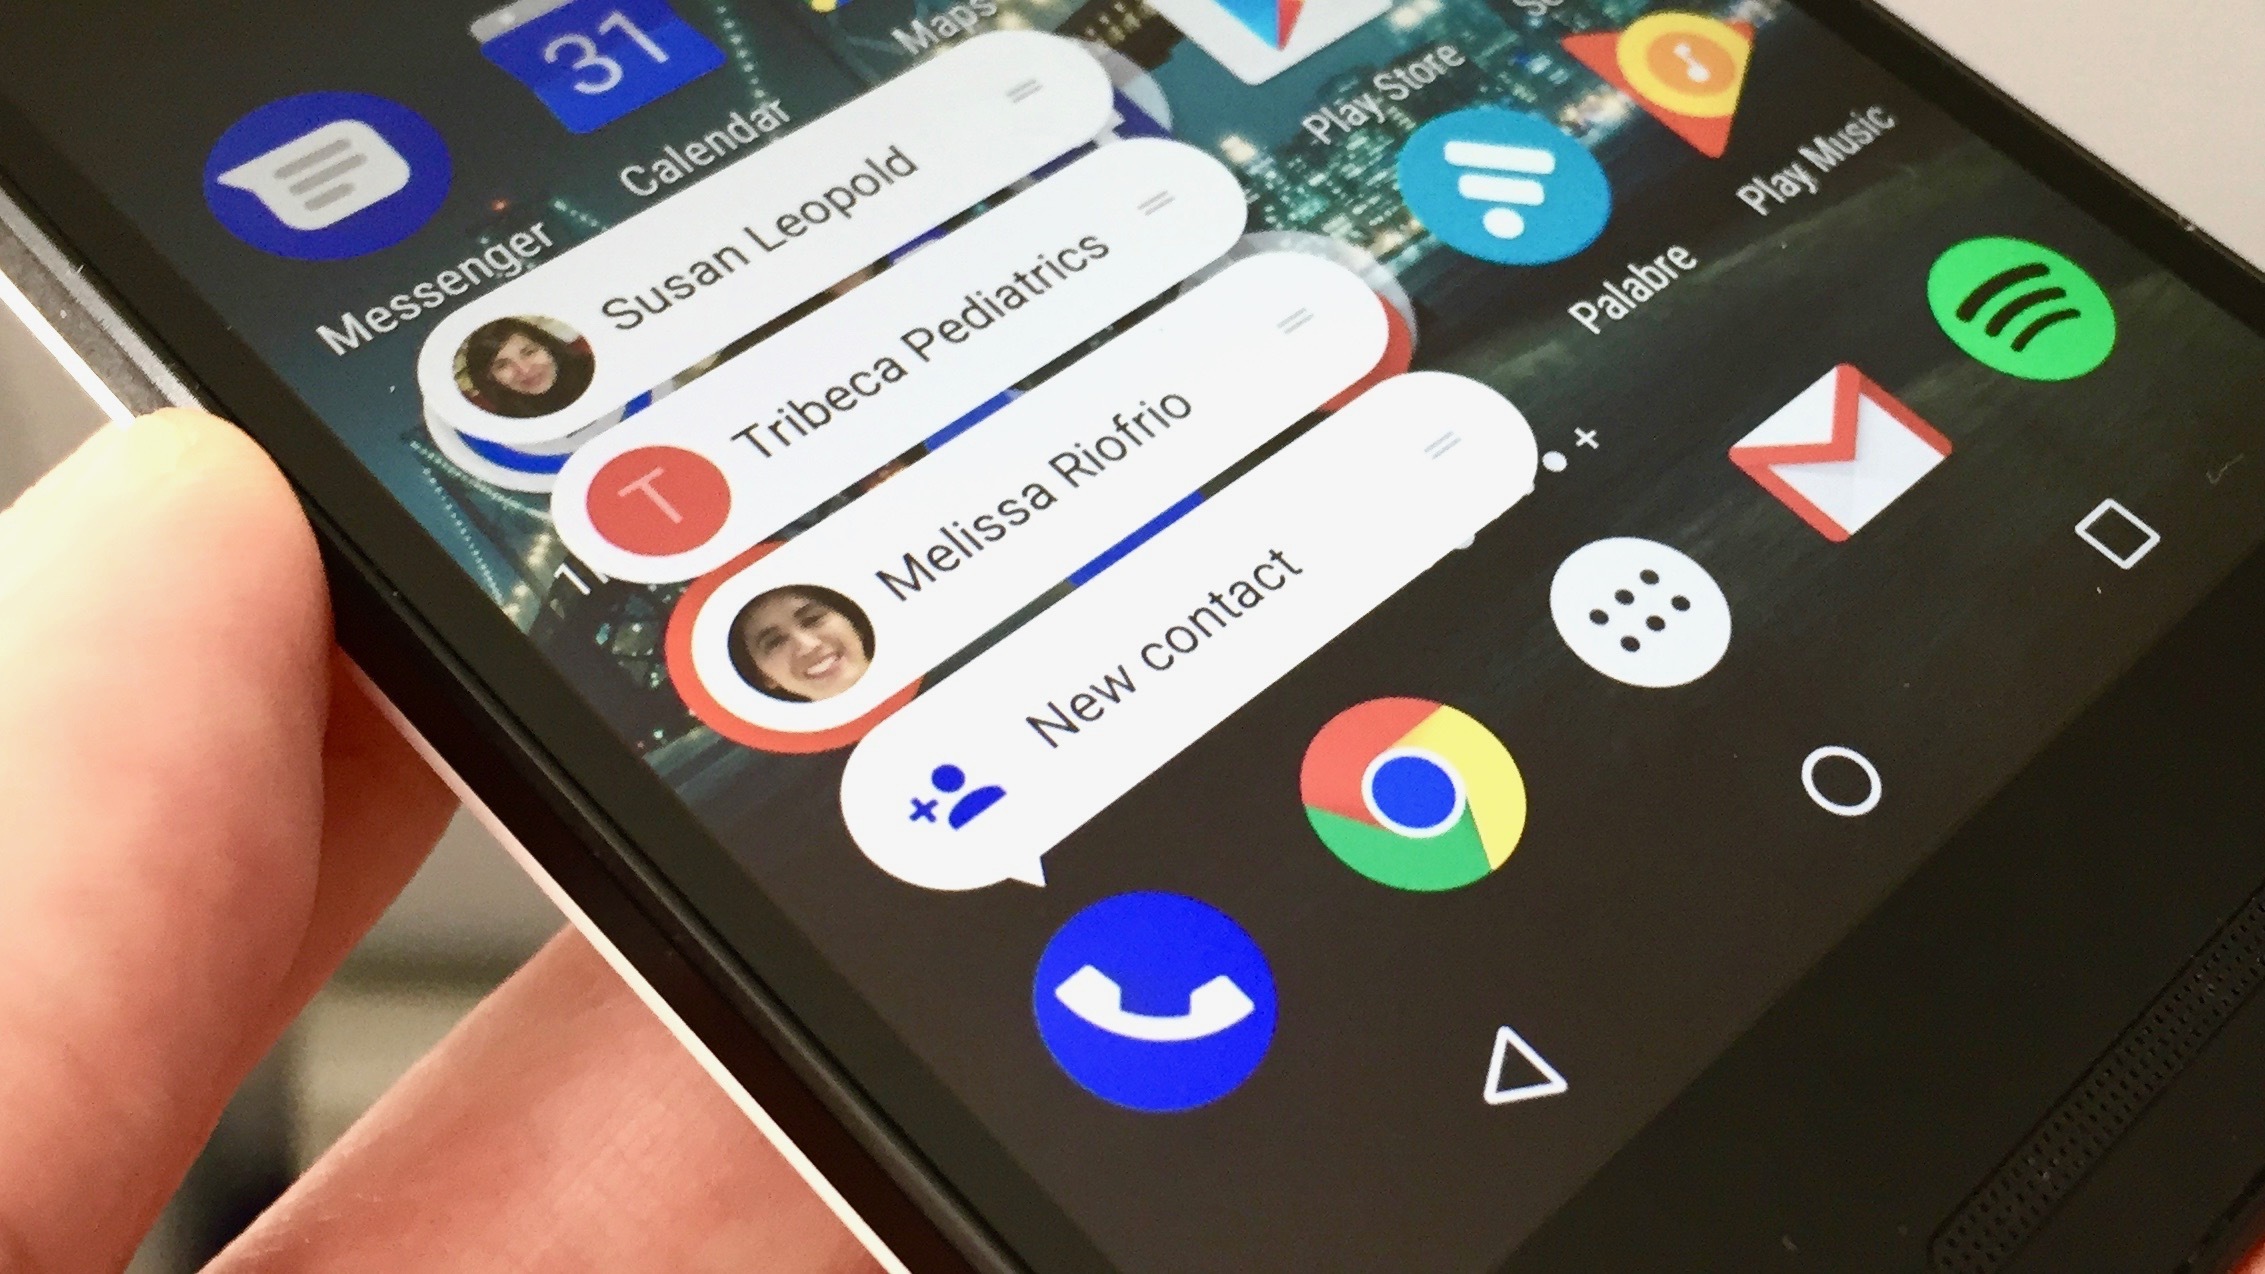 31
Maps
Calendar
Play Store
Play Music
Messenger
Susan Leopold
Tribeca Pediatrics
Palabre
T
Melissa Riofrio
New contact